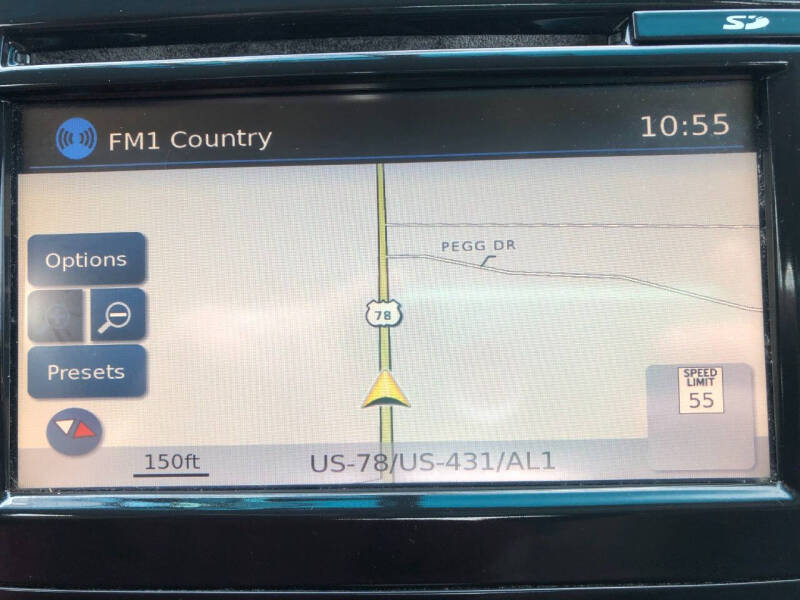 SD
FM1 Country
10:55
PEGG DR
Options
78
Presets
SPEED
LIMIT
55
150ft
US-78/US-431/AL1